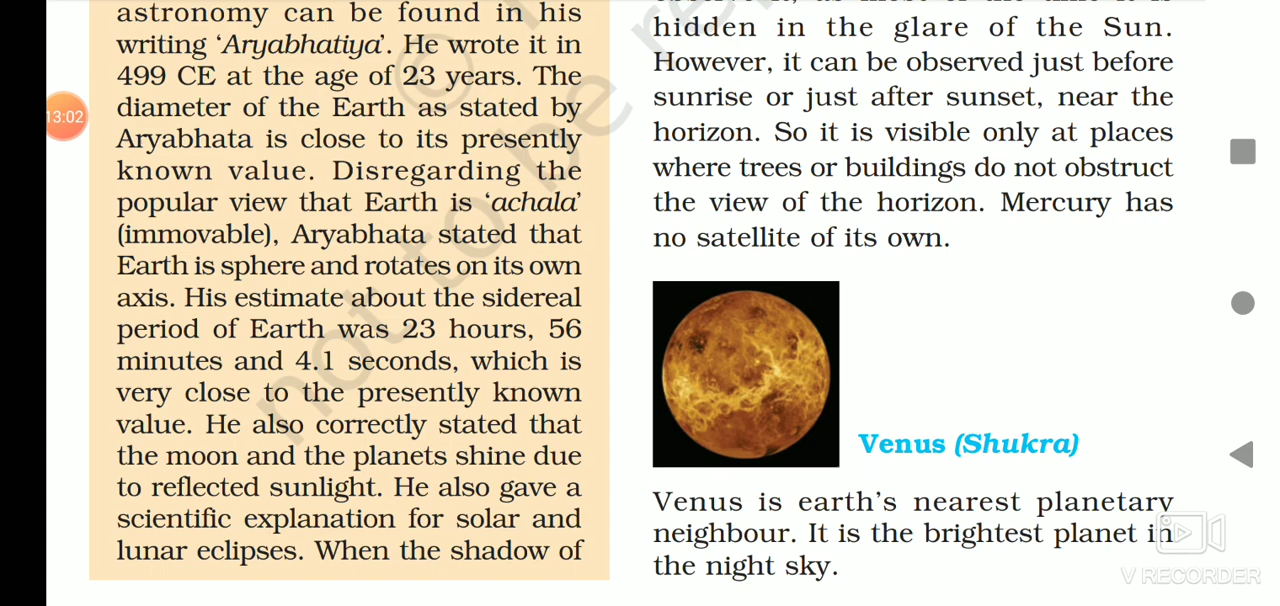 astronomy can be found in his
writing ‘Aryabhatiya’. He wrote it in
499 CE at the age of 23 years. The
diameter of the Earth as stated by
Aryabhata is close to its presently
known value. Disregarding the
popular view that Earth is ‘achala’
(immovable), Aryabhata stated that
Earth is sphere and rotates on its own
axis. His estimate about the sidereal
period of Earth was 23 hours, 56
minutes and 4.1 seconds, which is
very close to the presently known
value. He also correctly stated that
the moon and the planets shine due
to reflected sunlight. He also gave a
scientific explanation for solar and
lunar eclipses. When the shadow of
hidden in the glare of the Sun.
However, it can be observed just before
sunrise or just after sunset, near the
horizon. So it is visible only at places
where trees or buildings do not obstruct
the view of the horizon. Mercury has
no satellite of its own.
Venus (Shukra)
Venus is earth’s nearest planetary
neighbour. It is the brightest planet in
the night sky.
13:02
© 
not to be re
V RECORDER